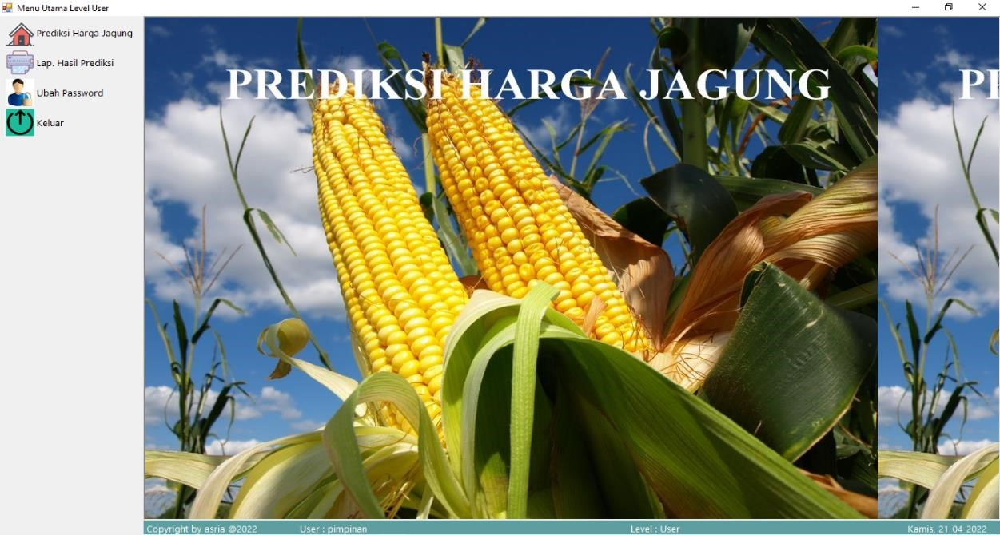 Menu Utama Level User
Prediksi Harga Jagung
Lap. Hasil Prediksi
Ubah Password
Keluar
PREDIKSI HARGA JAGUNG
Copyright by asria @2022 User : pimpinan Level : User Kamis, 21-04-2022